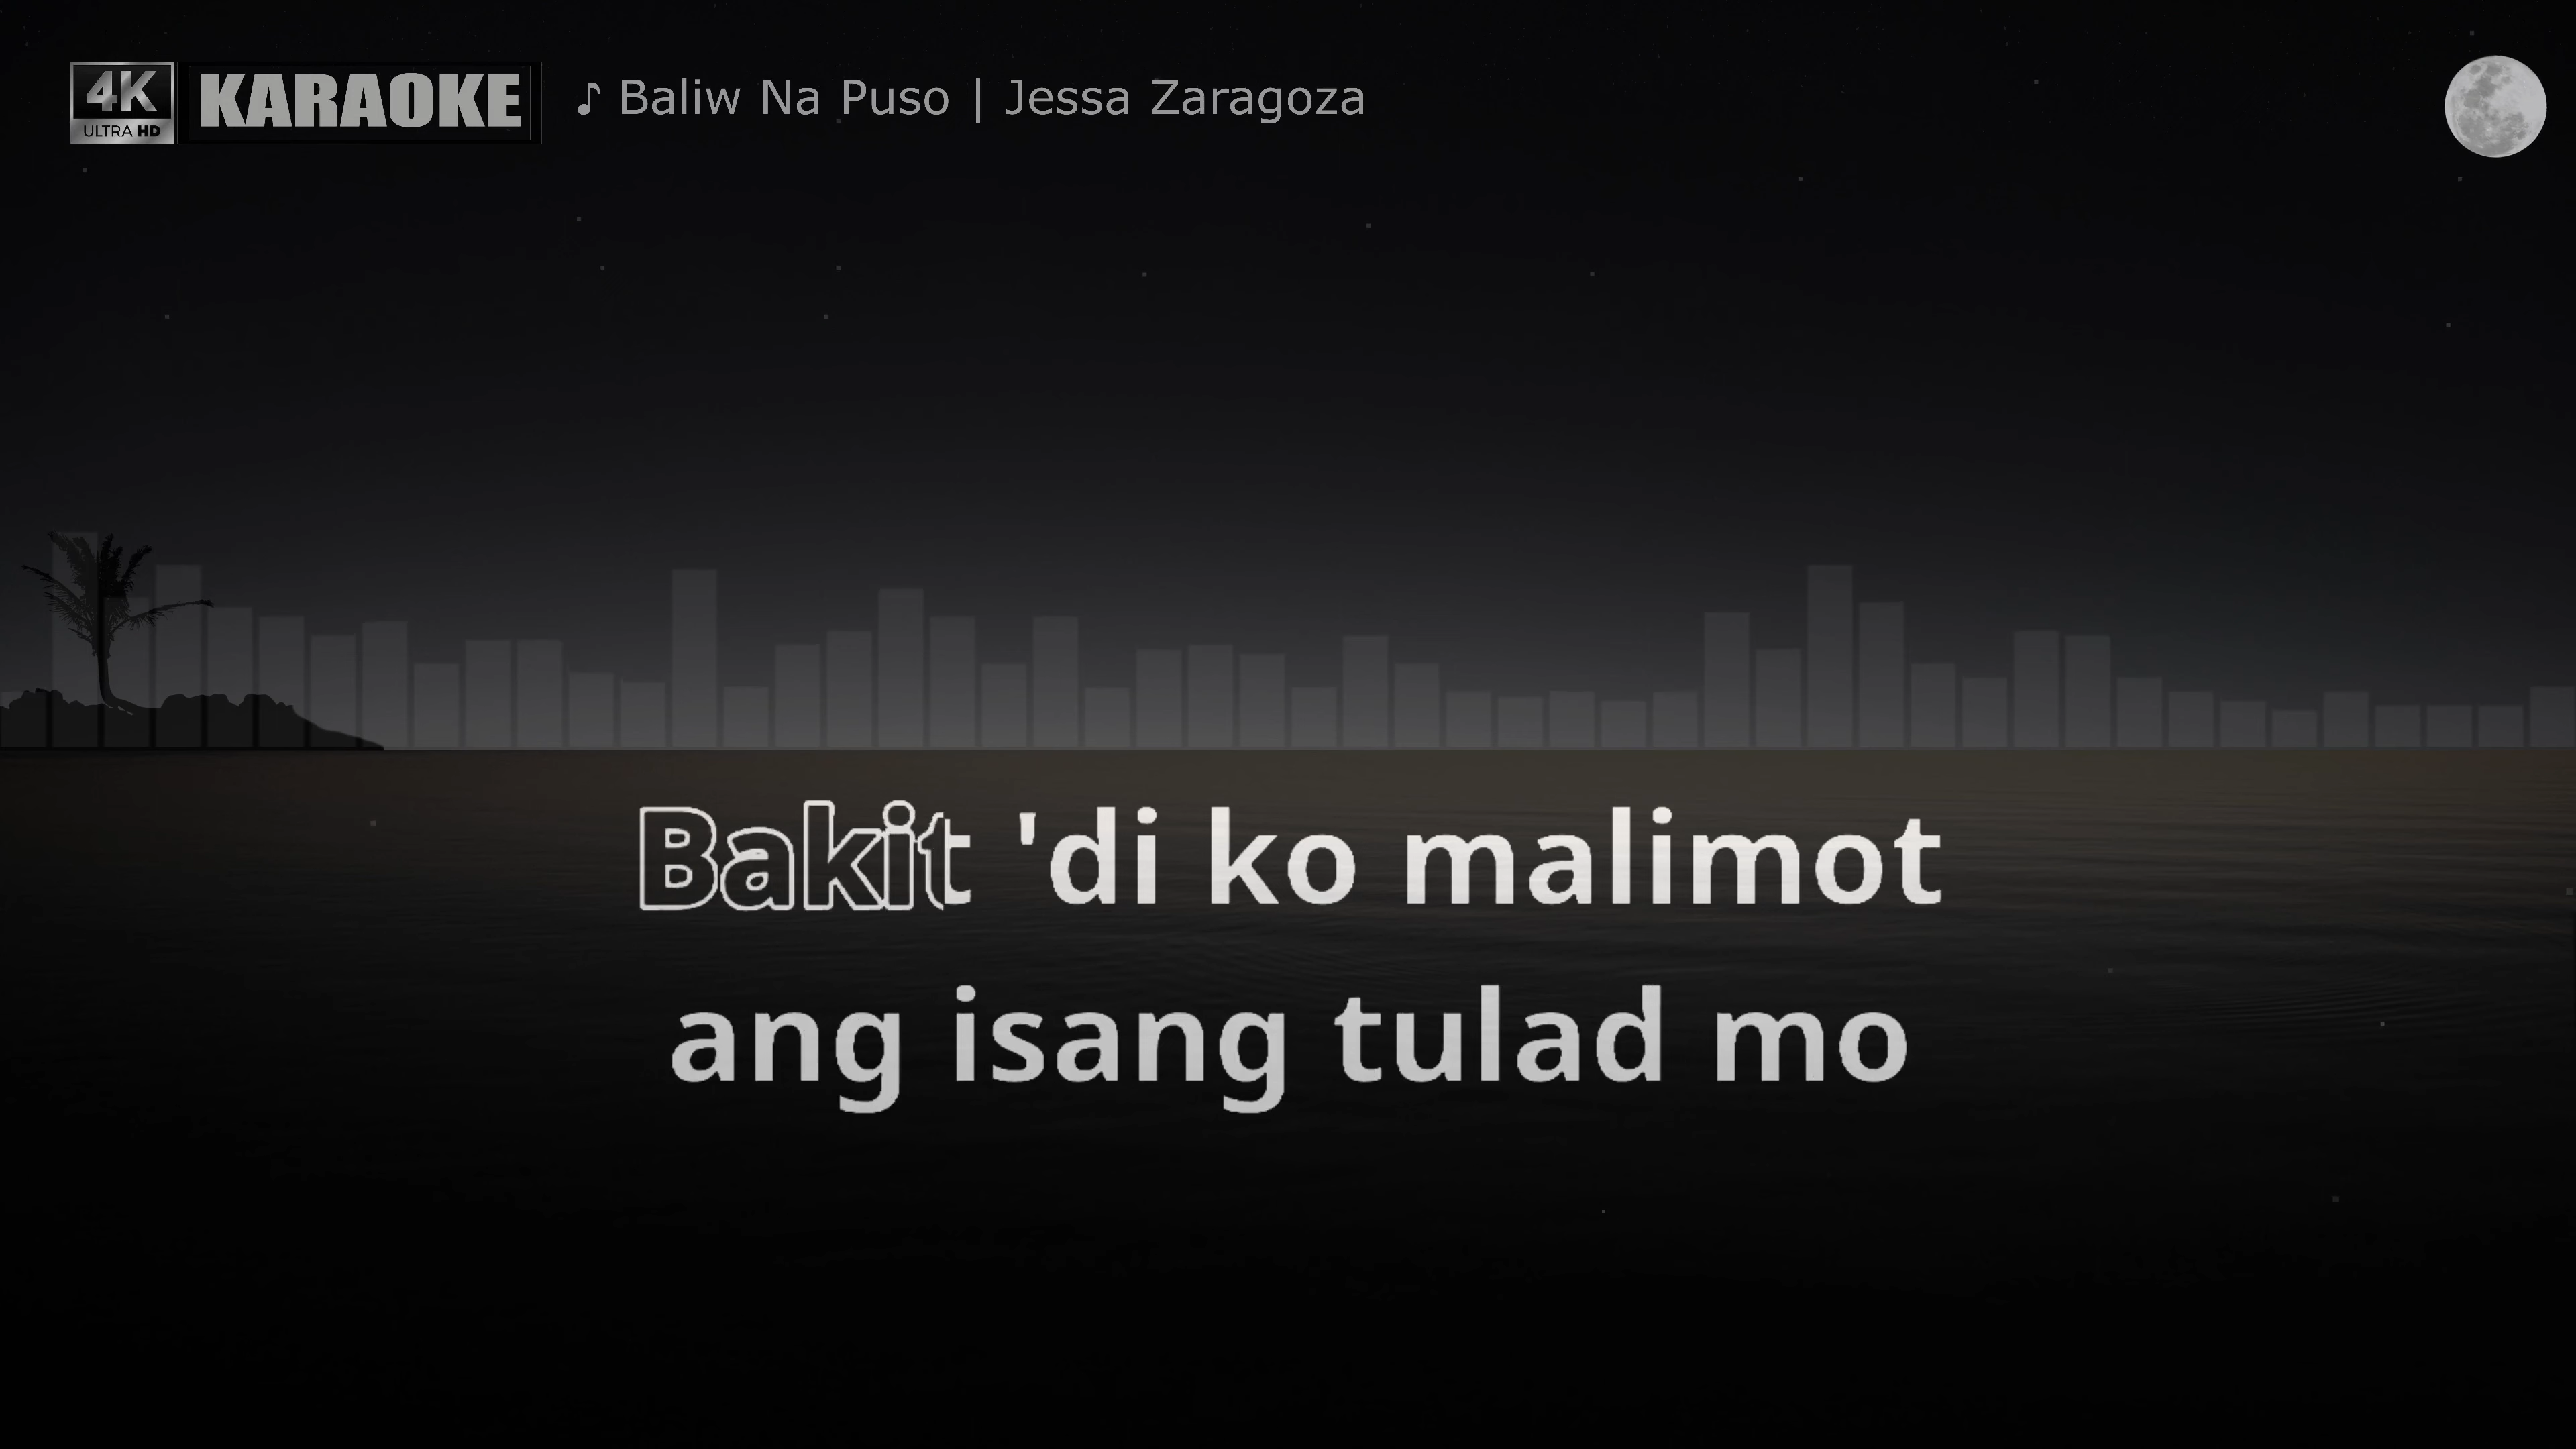 4K
ULTRA HD
KARAOKE
♪ Baliw Na Puso | Jessa Zaragoza
Bakit 'di ko malimot
ang isang tulad mo